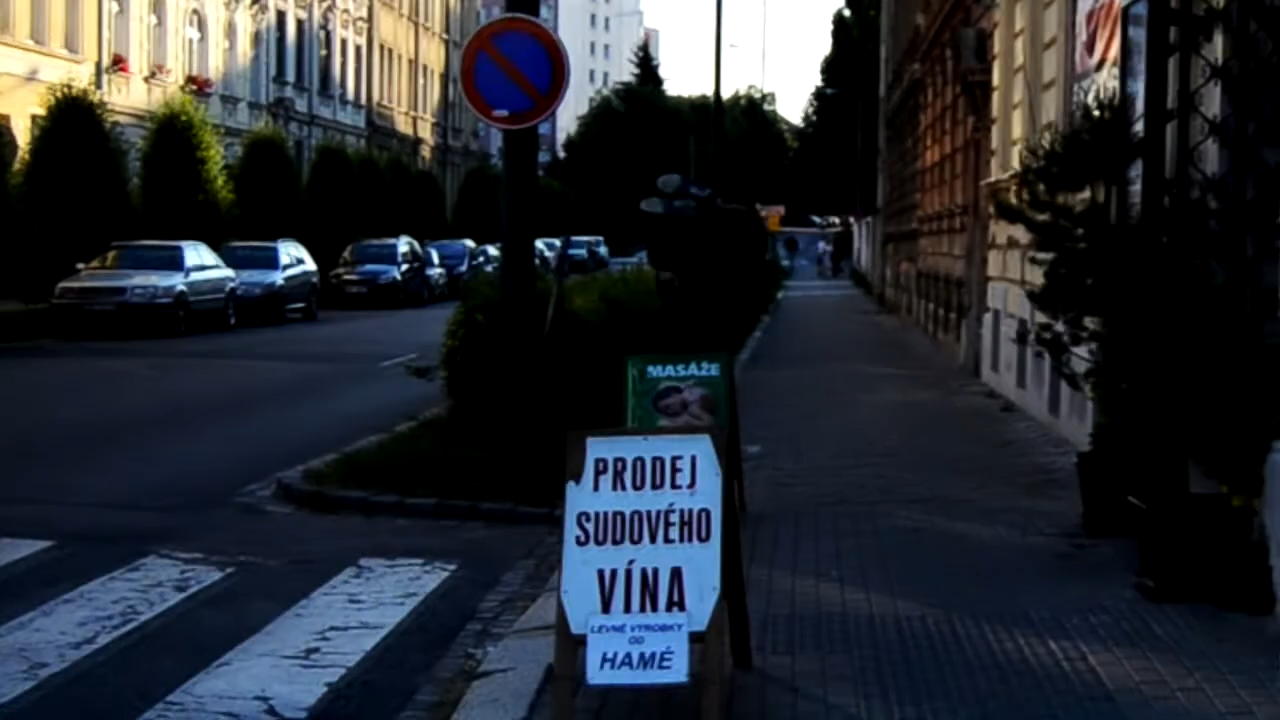 MASÁŽE
PRODEJ
SUDOVÉHO
VÍNA
LEVNÉ VÝROBKY
OD
HAMÉ